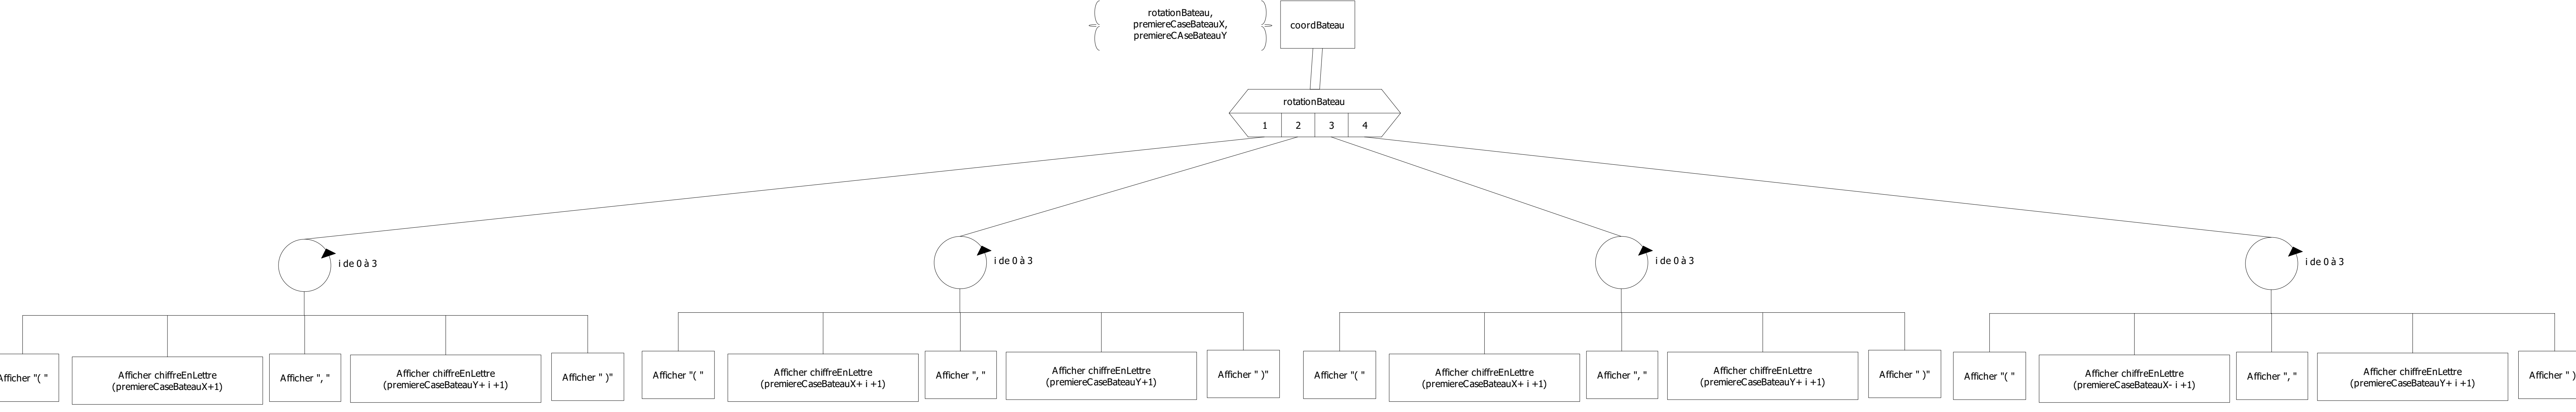 rotationBateau,
premiereCaseBateauX,
premiereCAseBateauY
coordBateau
rotationBateau
1 2 3 4
i de 0 à 3
i de 0 à 3
i de 0 à 3
i de 0 à 3
Afficher "( "
Afficher chiffreEnLettre
(premiereCaseBateauX+1)
Afficher ", "
Afficher chiffreEnLettre
(premiereCaseBateauY+ i +1)
Afficher " )"
Afficher "( "
Afficher chiffreEnLettre
(premiereCaseBateauX+ i +1)
Afficher ", "
Afficher chiffreEnLettre
(premiereCaseBateauY+1)
Afficher " )"
Afficher "( "
Afficher chiffreEnLettre
(premiereCaseBateauX+ i +1)
Afficher ", "
Afficher chiffreEnLettre
(premiereCaseBateauY+ i +1)
Afficher " )"
Afficher "( "
Afficher chiffreEnLettre
(premiereCaseBateauX- i +1)
Afficher ", "
Afficher chiffreEnLettre
(premiereCaseBateauY+ i +1)
Afficher " )